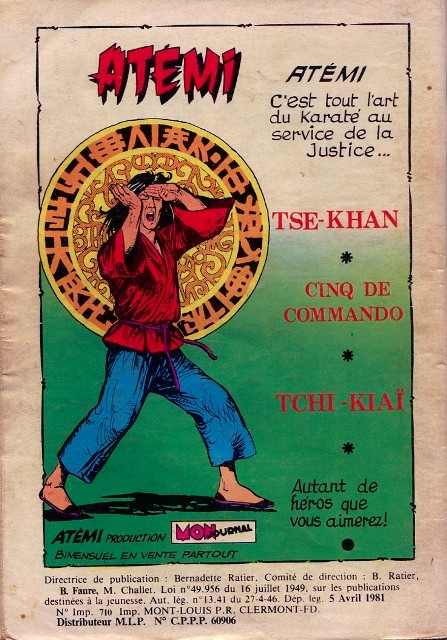 ATÉMI
ATÉMI
C'est tout l'art
du Karaté au
service de la
Justice...
TSE-KHAN
*
CINQ DE
COMMANDO
*
TCHI-KIAÏ
*
Autant de
héros que
vous aimerez!
ATÉMI PRODUCTION MON JOURNAL
BIMENSUEL EN VENTE PARTOUT
Directrice de publication : Bernadette Ratier. Comité de direction : B. Ratier,
B. Faure, M. Challet. Loi n°49.956 du 16 juillet 1949, sur les publications
destinées à la jeunesse. Aut. lég. n°13.41 du 27-4-46. Dép. lég. 5 Avril 1981
N° Imp. 710 Imp. MONT-LOUIS P.R. CLERMONT-FD.
Distributeur M.L.P. N° C.P.P.P. 60906